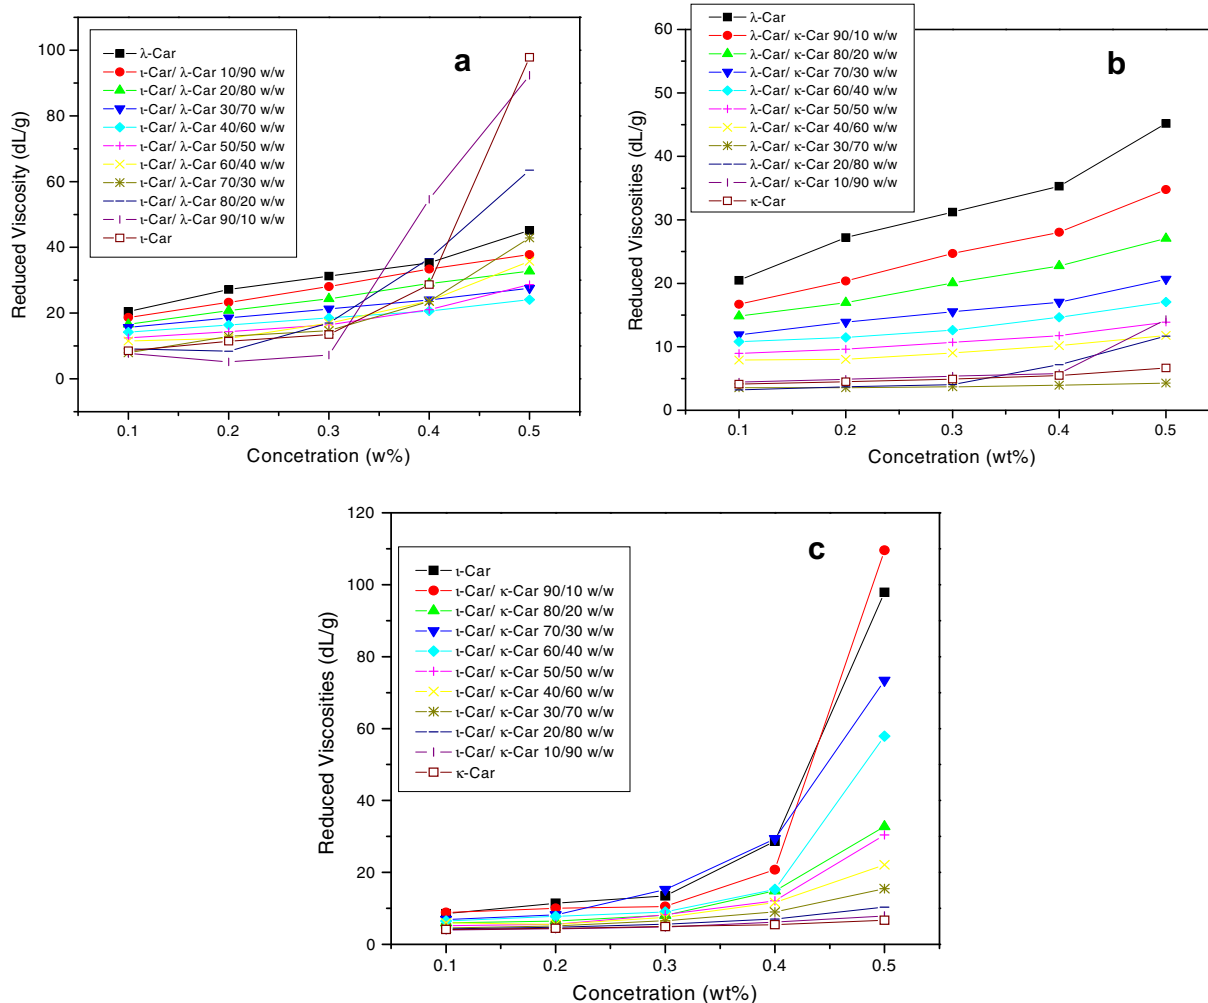 a
Reduced Viscosity (dL/g)
100
80
60
40
20
0
λ-Car
ι-Car/ λ-Car 10/90 w/w
ι-Car/ λ-Car 20/80 w/w
ι-Car/ λ-Car 30/70 w/w
ι-Car/ λ-Car 40/60 w/w
ι-Car/ λ-Car 50/50 w/w
ι-Car/ λ-Car 60/40 w/w
ι-Car/ λ-Car 70/30 w/w
ι-Car/ λ-Car 80/20 w/w
ι-Car/ λ-Car 90/10 w/w
ι-Car
0.1 0.2 0.3 0.4 0.5
Concetration (w%)
b
Reduced Viscosities (dL/g)
60
50
40
30
20
10
0
λ-Car
λ-Car/ κ-Car 90/10 w/w
λ-Car/ κ-Car 80/20 w/w
λ-Car/ κ-Car 70/30 w/w
λ-Car/ κ-Car 60/40 w/w
λ-Car/ κ-Car 50/50 w/w
λ-Car/ κ-Car 40/60 w/w
λ-Car/ κ-Car 30/70 w/w
λ-Car/ κ-Car 20/80 w/w
λ-Car/ κ-Car 10/90 w/w
κ-Car
0.1 0.2 0.3 0.4 0.5
Concetration (wt%)
c
Reduced Viscosities (dL/g)
120
100
80
60
40
20
0
ι-Car
ι-Car/ κ-Car 90/10 w/w
ι-Car/ κ-Car 80/20 w/w
ι-Car/ κ-Car 70/30 w/w
ι-Car/ κ-Car 60/40 w/w
ι-Car/ κ-Car 50/50 w/w
ι-Car/ κ-Car 40/60 w/w
ι-Car/ κ-Car 30/70 w/w
ι-Car/ κ-Car 20/80 w/w
ι-Car/ κ-Car 10/90 w/w
κ-Car
0.1 0.2 0.3 0.4 0.5
Concetration (wt%)